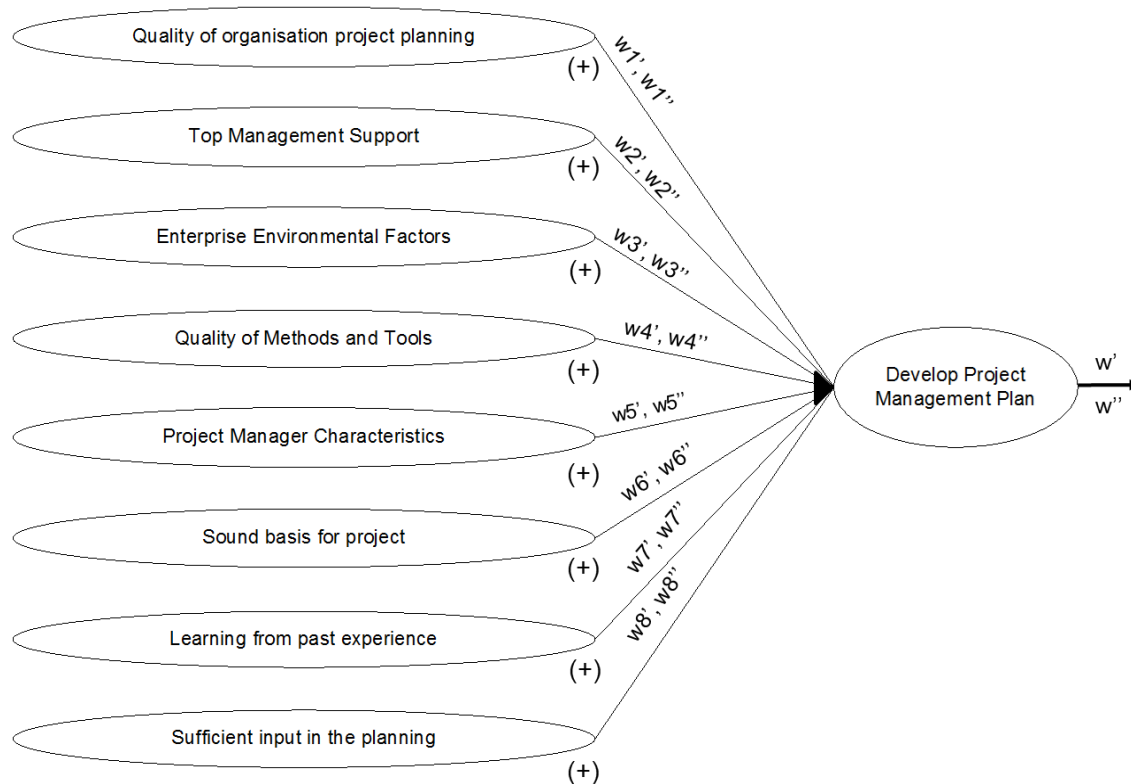 Quality of organisation project planning
(+)
w1’, w1’’
Top Management Support
(+)
w2’, w2’’
Enterprise Environmental Factors
(+)
w3’, w3’’
Quality of Methods and Tools
(+)
w4’, w4’’
Project Manager Characteristics
(+)
w5’, w5’’
Sound basis for project
(+)
w6’, w6’’
Learning from past experience
(+)
w7’, w7’’
Sufficient input in the planning
(+)
w8’, w8’’
Develop Project
Management Plan
w’
w’’